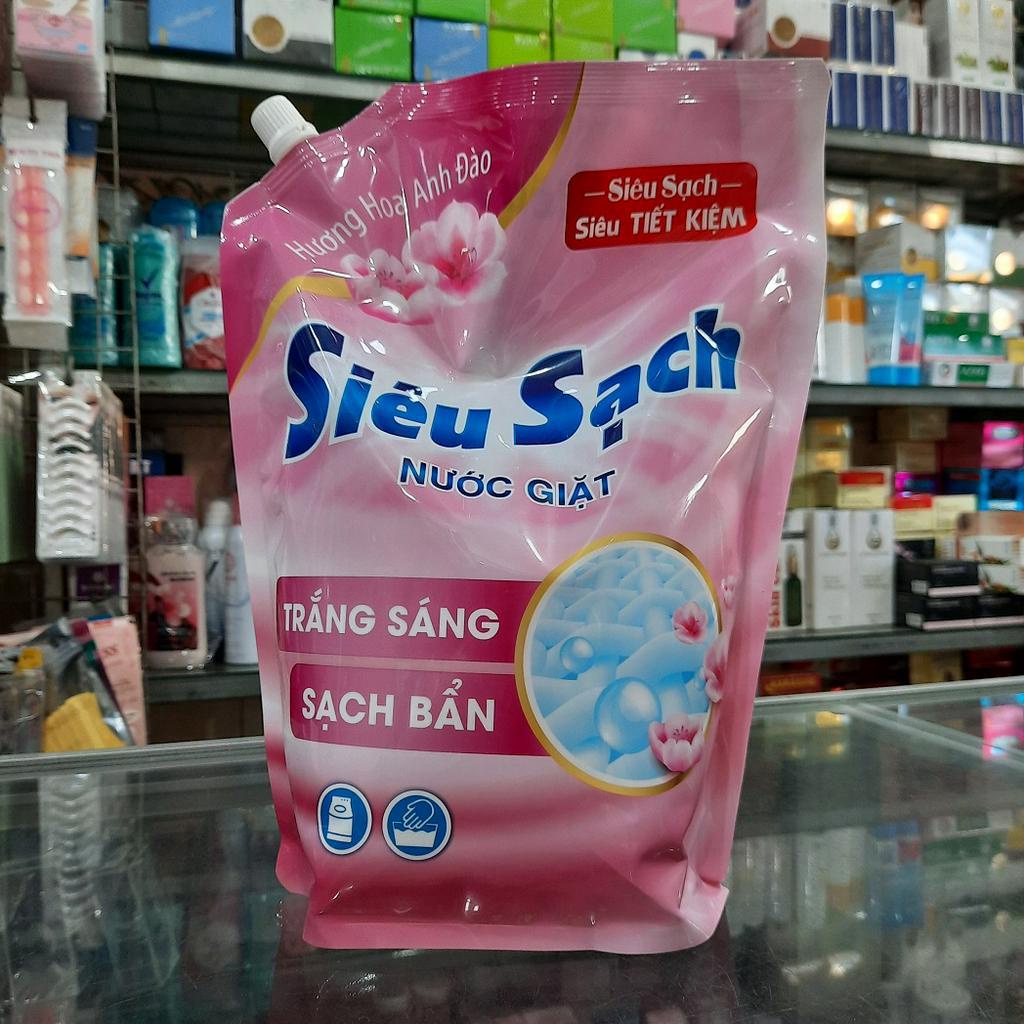 Hương Hoa Anh Đào
Siêu Sạch
Siêu TIẾT KIỆM
Siêu Sạch
NƯỚC GIẶT
TRẮNG SÁNG
SẠCH BẨN